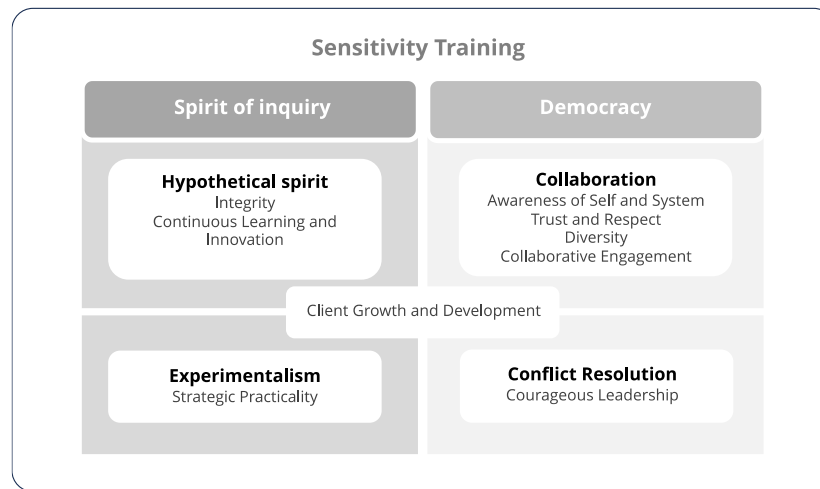 Sensitivity Training
Spirit of inquiry
Democracy
Hypothetical spirit
Integrity
Continuous Learning and
Innovation
Collaboration
Awareness of Self and System
Trust and Respect
Diversity
Collaborative Engagement
Client Growth and Development
Experimentalism
Strategic Practicality
Conflict Resolution
Courageous Leadership